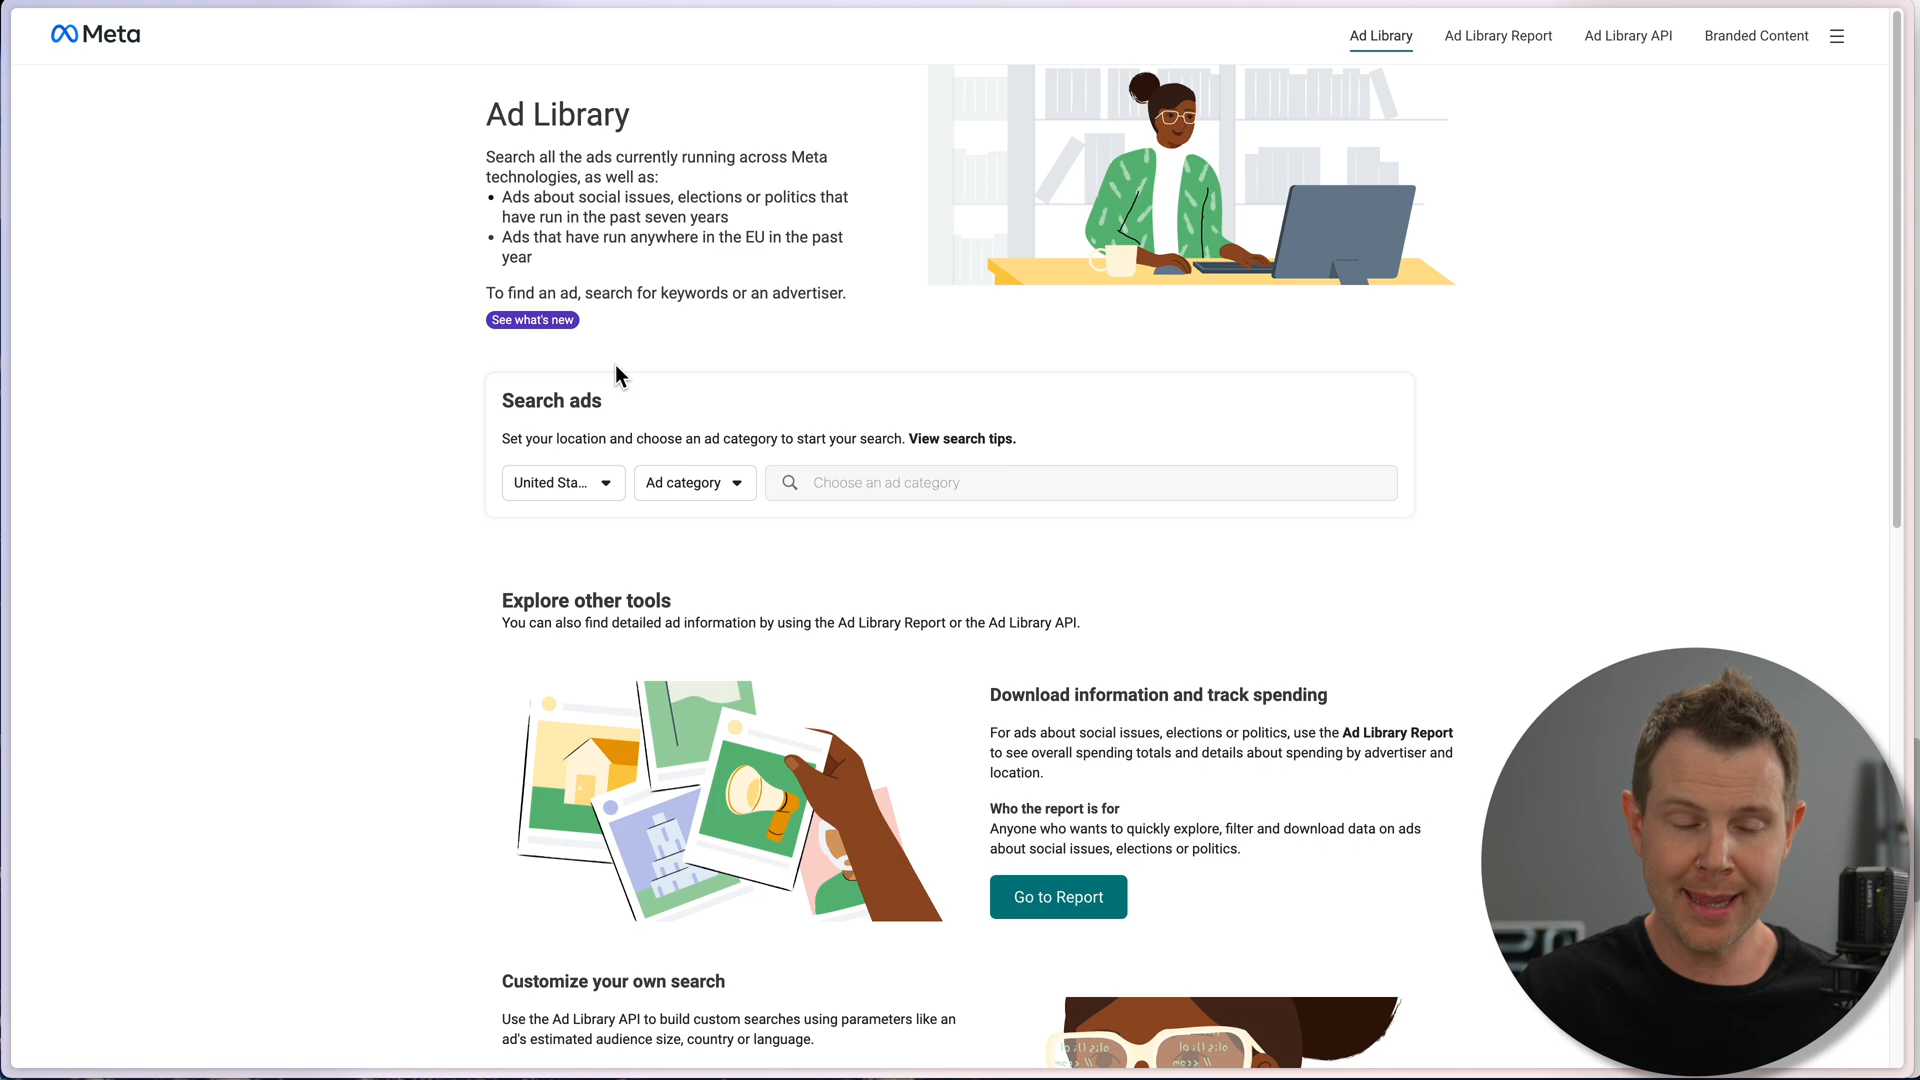 Meta
Ad Library
Ad Library Report
Ad Library API
Branded Content
Ad Library
Search all the ads currently running across Meta
technologies, as well as:
• Ads about social issues, elections or politics that
have run in the past seven years
• Ads that have run anywhere in the EU in the past
year
To find an ad, search for keywords or an advertiser.
See what's new
Search ads
Set your location and choose an ad category to start your search. View search tips.
United Sta...
Ad category
Choose an ad category
Explore other tools
You can also find detailed ad information by using the Ad Library Report or the Ad Library API.
Download information and track spending
For ads about social issues, elections or politics, use the Ad Library Report
to see overall spending totals and details about spending by advertiser and
location.
Who the report is for
Anyone who wants to quickly explore, filter and download data on ads
about social issues, elections or politics.
Go to Report
Customize your own search
Use the Ad Library API to build custom searches using parameters like an
ad's estimated audience size, country or language.